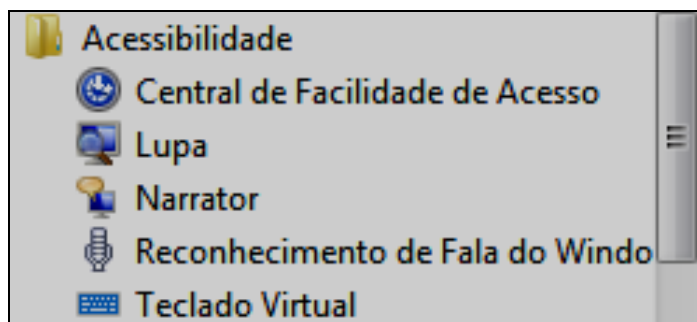 Acessibilidade
Central de Facilidade de Acesso
Lupa
Narrator
Reconhecimento de Fala do Windo
Teclado Virtual